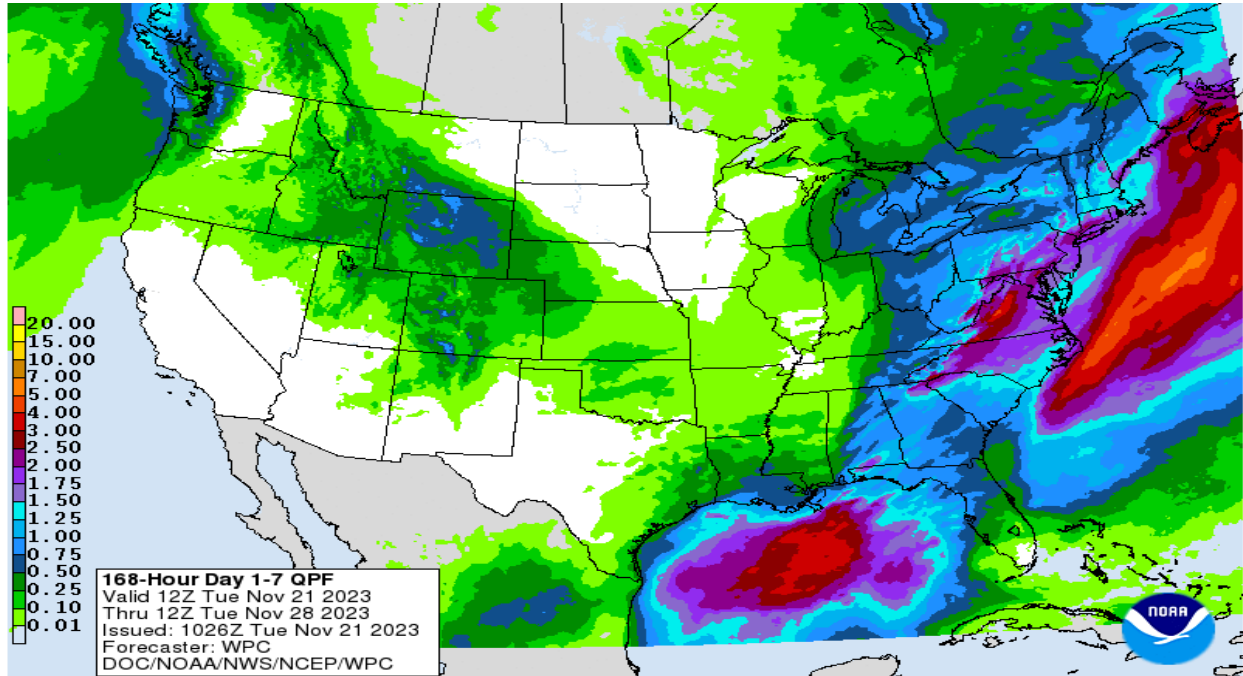 20.00
15.00
10.00
7.00
5.00
4.00
3.00
2.50
2.00
1.75
1.50
1.25
1.00
0.75
0.50
0.25
0.10
0.01
168-Hour Day 1-7 QPF
Valid 12Z Tue Nov 21 2023
Thru 12Z Tue Nov 28 2023
Issued: 1026Z Tue Nov 21 2023
Forecaster: WPC
DOC/NOAA/NWS/NCEP/WPC
NOAA